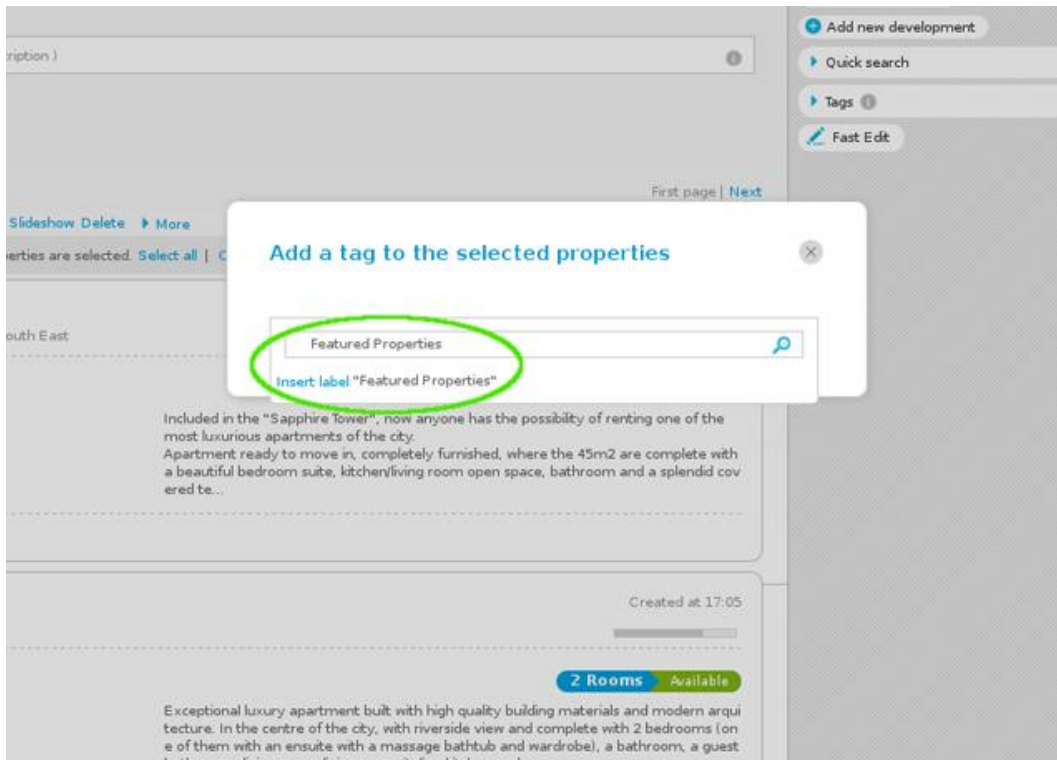 Add new development
ription )
Quick search
Tags
Fast Edit
First page | Next
Slideshow Delete More
erties are selected. Select all | C
Add a tag to the selected properties
outh East
Featured Properties
Insert label "Featured Properties"
Included in the "Sapphire Tower", now anyone has the possibility of renting one of the
most luxurious apartments of the city.
Apartment ready to move in, completely furnished, where the 45m2 are complete with
a beautiful bedroom suite, kitchen/living room open space, bathroom and a splendid cov
ered te...
Created at 17:05
2 Rooms Available
Exceptional luxury apartment built with high quality building materials and modern arqui
tecture. In the centre of the city, with riverside view and complete with 2 bedrooms (on
e of them with an ensuite with a massage bathtub and wardrobe), a bathroom, a guest